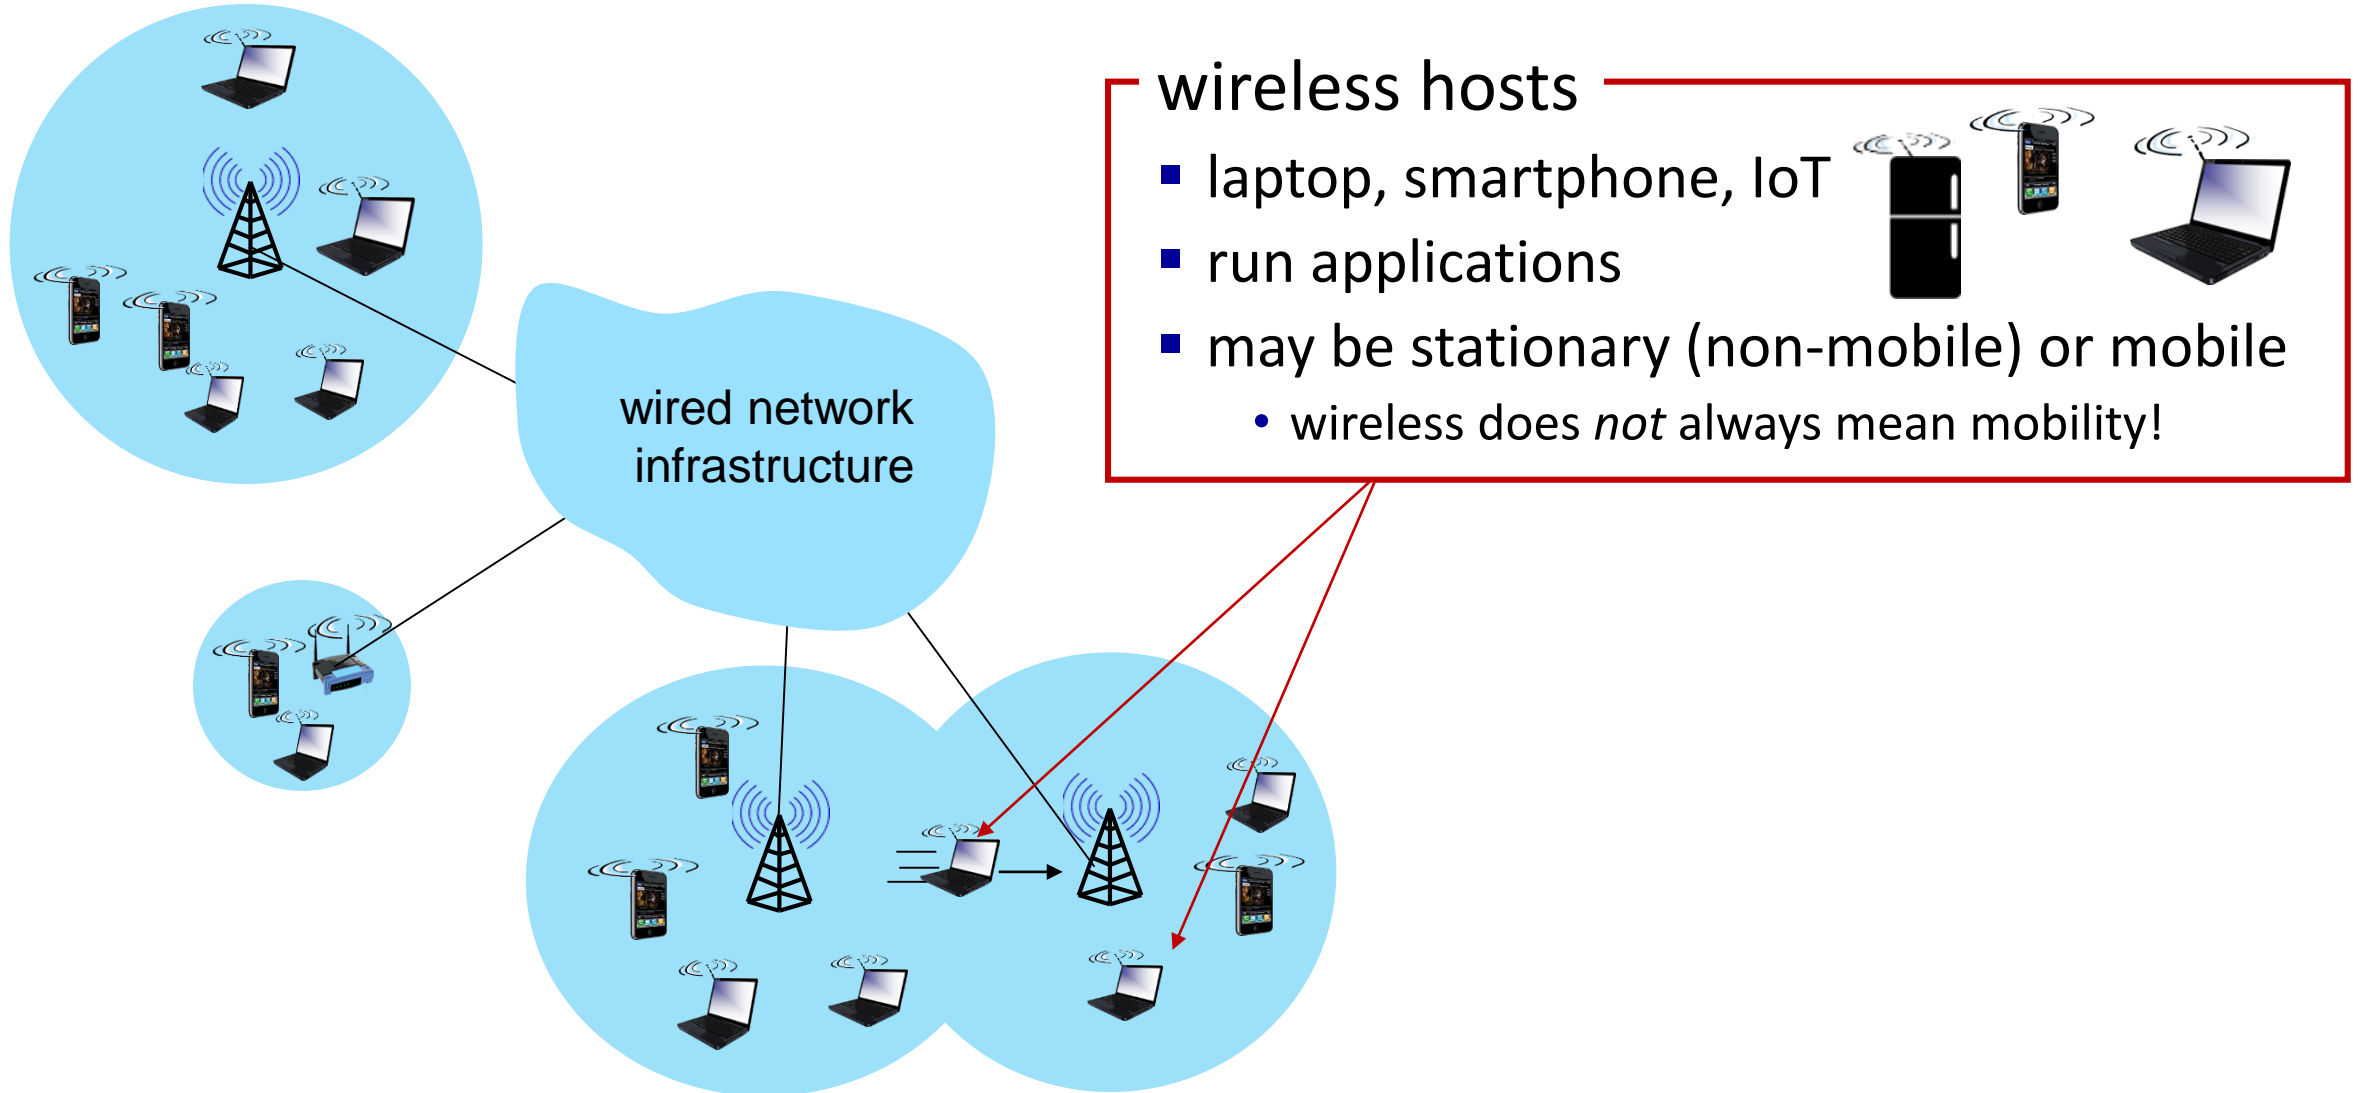 wireless hosts
laptop, smartphone, IoT
run applications
may be stationary (non-mobile) or mobile
wireless does not always mean mobility!
wired network
infrastructure